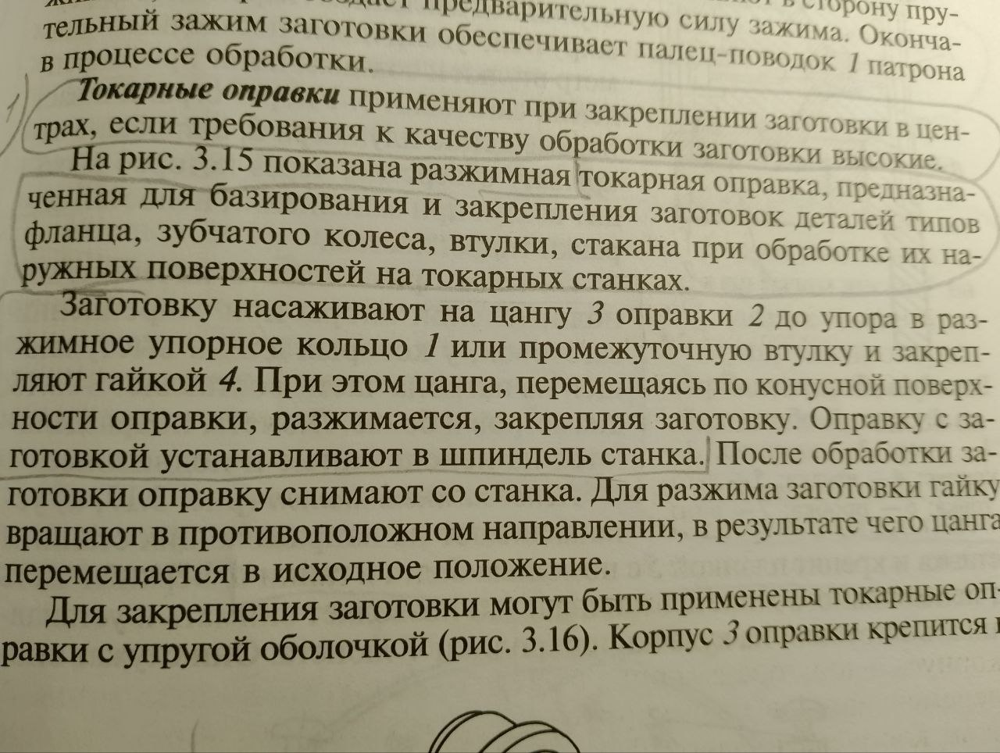 предварительную силу зажима. Оконча-
тельный зажим заготовки обеспечивает палец-поводок 1 патрона
в процессе обработки.
1)
Токарные оправки применяют при закреплении заготовки в цен-
трах, если требования к качеству обработки заготовки высокие.
На рис. 3.15 показана разжимная токарная оправка, предназна-
ченная для базирования и закрепления заготовок деталей типов
фланца, зубчатого колеса, втулки, стакана при обработке их на-
ружных поверхностей на токарных станках.
Заготовку насаживают на цангу 3 оправки 2 до упора в раз-
жимное упорное кольцо 1 или промежуточную втулку и закреп-
ляют гайкой 4. При этом цанга, перемещаясь по конусной поверх-
ности оправки, разжимается, закрепляя заготовку. Оправку с за-
готовкой устанавливают в шпиндель станка. После обработки за-
готовки оправку снимают со станка. Для разжима заготовки гайку
вращают в противоположном направлении, в результате чего цанга
перемещается в исходное положение.
Для закрепления заготовки могут быть применены токарные оп-
равки с упругой оболочкой (рис. 3.16). Корпус 3 оправки крепится